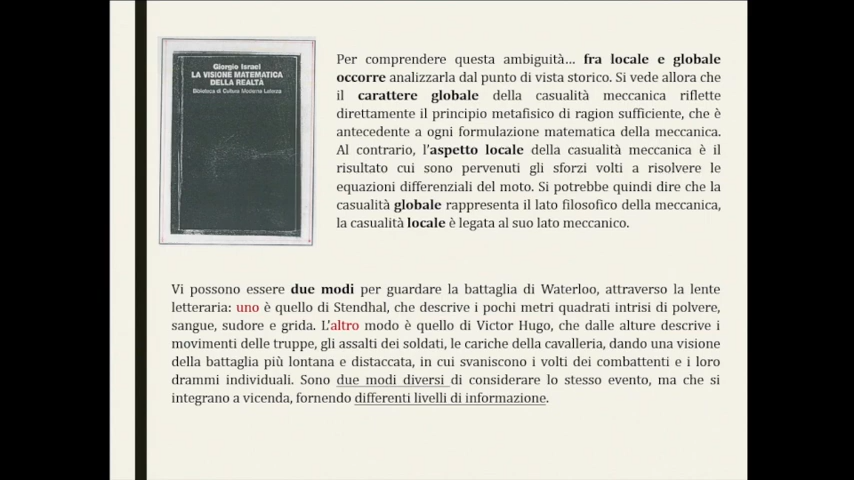 Giorgio Israel
LA VISIONE MATEMATICA
DELLA REALTÀ
Biblioteca di Cultura Moderna Laterza
Per comprendere questa ambiguità... fra locale e globale
occorre analizzarla dal punto di vista storico. Si vede allora che
il carattere globale della casualità meccanica riflette
direttamente il principio metafisico di ragion sufficiente, che è
antecedente a ogni formulazione matematica della meccanica.
Al contrario, l'aspetto locale della casualità meccanica è il
risultato cui sono pervenuti gli sforzi volti a risolvere le
equazioni differenziali del moto. Si potrebbe quindi dire che la
casualità globale rappresenta il lato filosofico della meccanica,
la casualità locale è legata al suo lato meccanico.
Vi possono essere due modi per guardare la battaglia di Waterloo, attraverso la lente
letteraria: uno è quello di Stendhal, che descrive i pochi metri quadrati intrisi di polvere,
sangue, sudore e grida. L'altro modo è quello di Victor Hugo, che dalle alture descrive i
movimenti delle truppe, gli assalti dei soldati, le cariche della cavalleria, dando una visione
della battaglia più lontana e distaccata, in cui svaniscono i volti dei combattenti e i loro
drammi individuali. Sono due modi diversi di considerare lo stesso evento, ma che si
integrano a vicenda, fornendo differenti livelli di informazione.